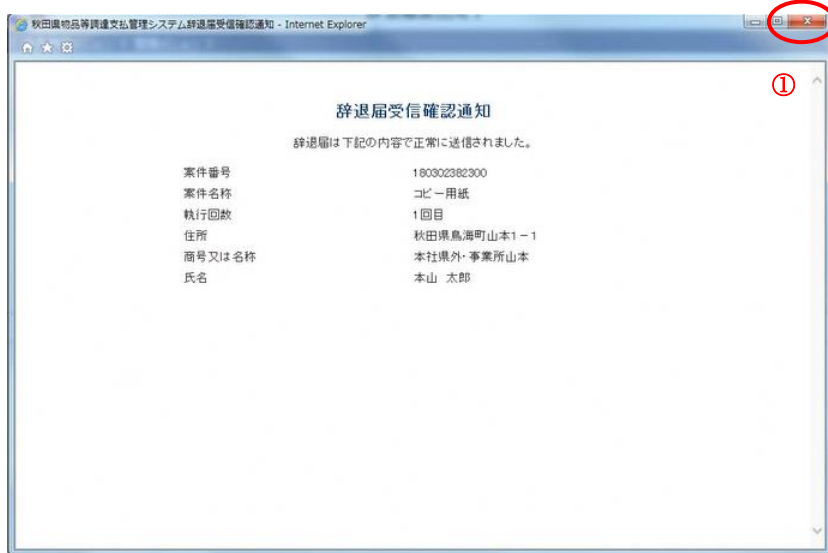 秋田県物品等調達支払管理システム辞退届受信確認通知 - Internet Explorer
①
辞退届受信確認通知
辞退届は下記の内容で正常に送信されました。
案件番号 180302382300
案件名称 コピー用紙
執行回数 1回目
住所 秋田県鳥海町山本1－1
商号又は名称 本社県外・事業所山本
氏名 本山 太郎